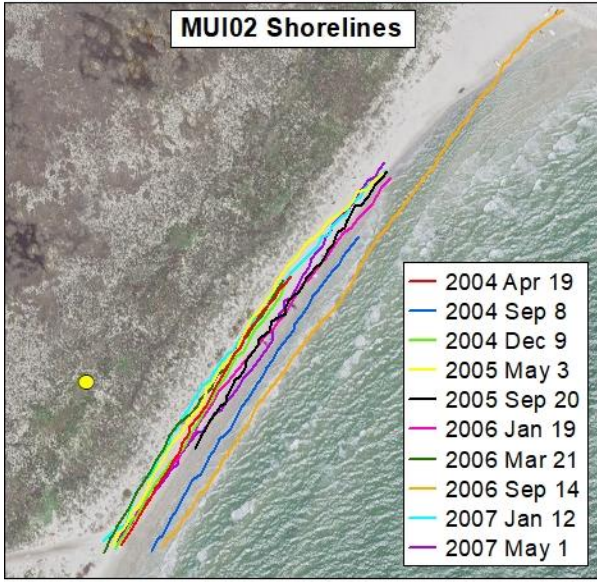 MUI02 Shorelines
2004 Apr 19
2004 Sep 8
2004 Dec 9
2005 May 3
2005 Sep 20
2006 Jan 19
2006 Mar 21
2006 Sep 14
2007 Jan 12
2007 May 1